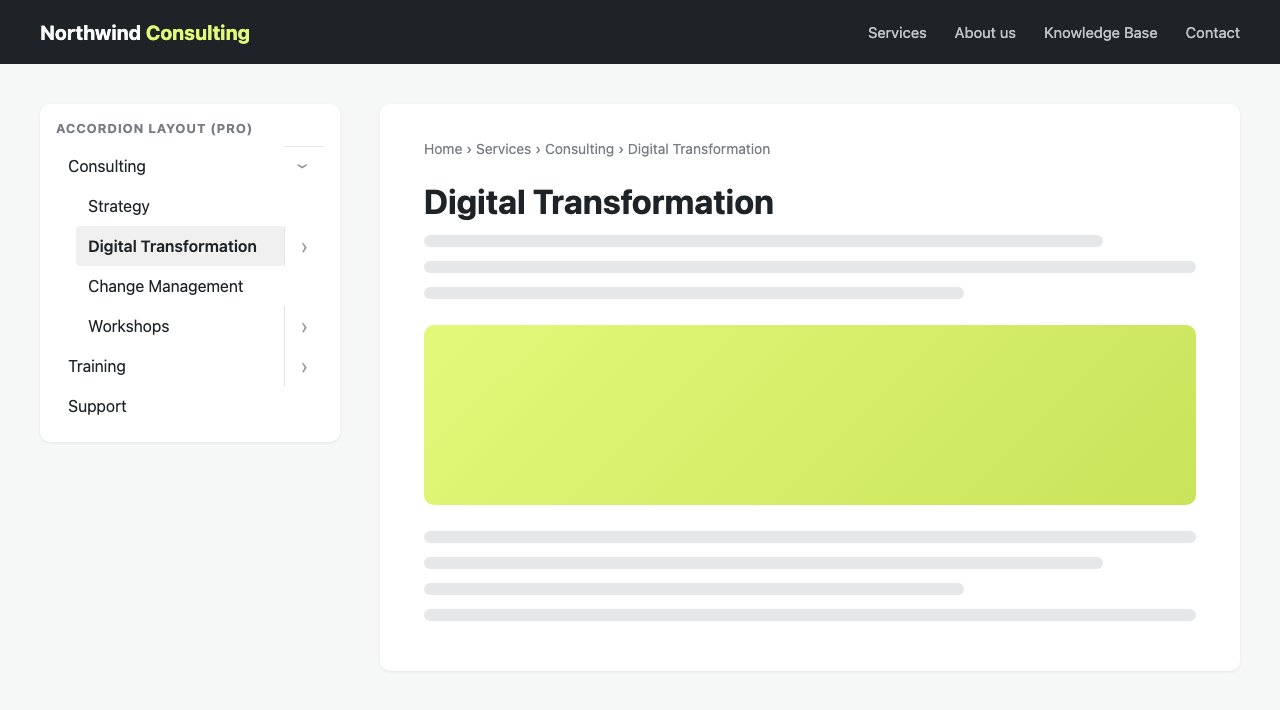 Northwind Consulting
Services
About us
Knowledge Base
Contact
ACCORDION LAYOUT (PRO)
Consulting
Strategy
Digital Transformation
Change Management
Workshops
Training
Support
Home › Services › Consulting › Digital Transformation
Digital Transformation